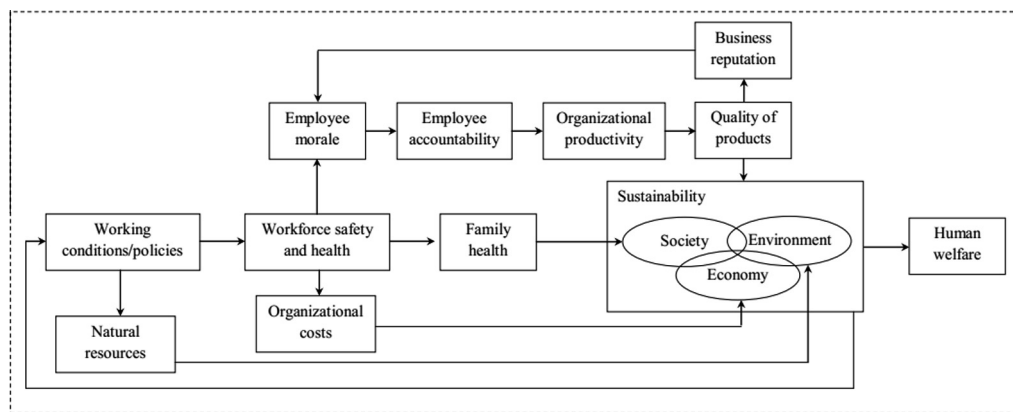 Business
reputation
Employee
morale
Employee
accountability
Organizational
productivity
Quality of
products
Sustainability
Working
conditions/policies
Workforce safety
and health
Family
health
Society
Environment
Economy
Human
welfare
Organizational
costs
Natural
resources